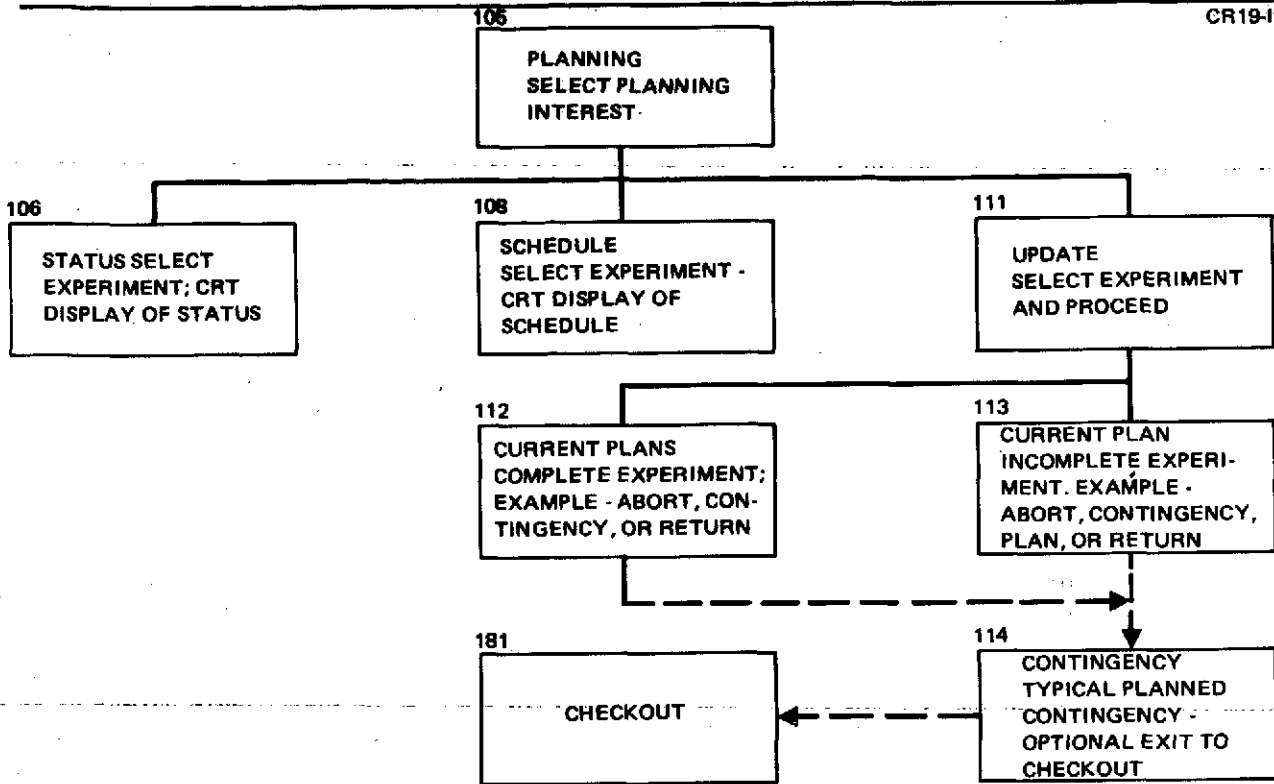 CR19-I
105
PLANNING
SELECT PLANNING
INTEREST
106
STATUS SELECT
EXPERIMENT; CRT
DISPLAY OF STATUS
108
SCHEDULE
SELECT EXPERIMENT -
CRT DISPLAY OF
SCHEDULE
111
UPDATE
SELECT EXPERIMENT
AND PROCEED
112
CURRENT PLANS
COMPLETE EXPERIMENT;
EXAMPLE - ABORT, CON-
TINGENCY, OR RETURN
113
CURRENT PLAN
INCOMPLETE EXPERI-
MENT. EXAMPLE -
ABORT, CONTINGENCY,
PLAN, OR RETURN
181
CHECKOUT
114
CONTINGENCY
TYPICAL PLANNED
CONTINGENCY -
OPTIONAL EXIT TO
CHECKOUT